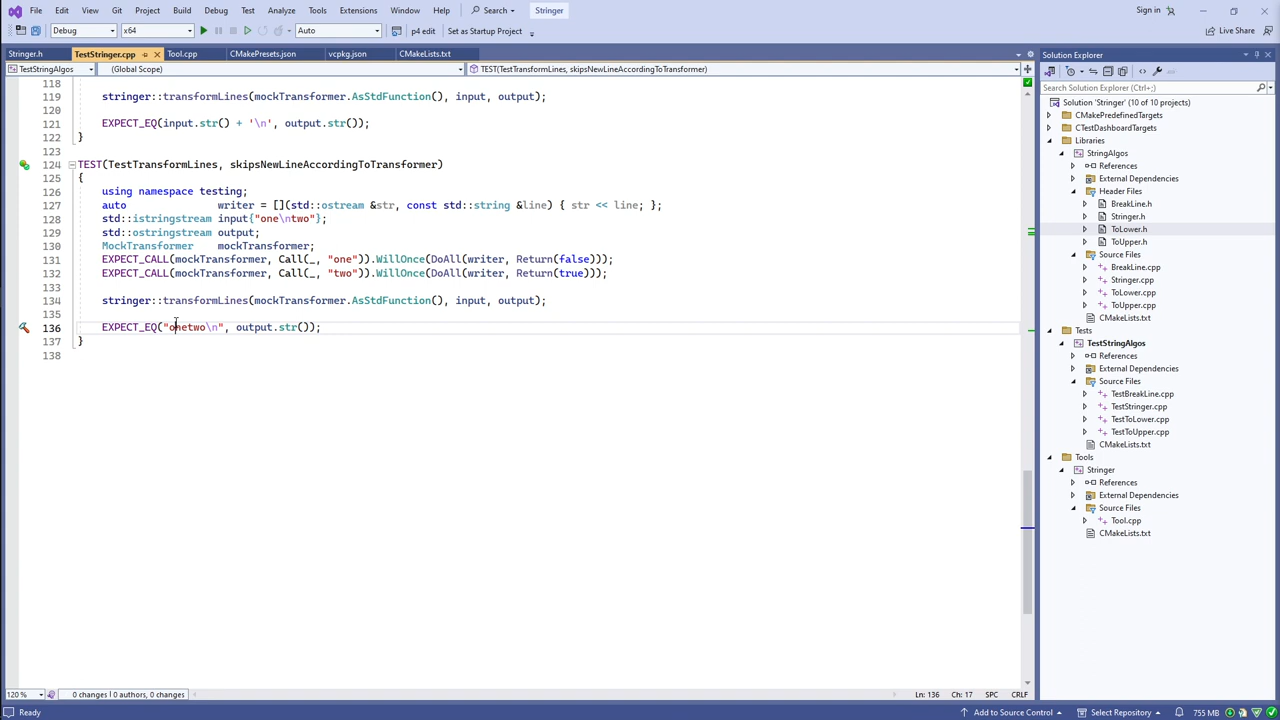 File Edit View Git Project Build Debug Test Analyze Tools Extensions Window Help Search Stringer Sign in
Debug x64 Auto p4 edit Set as Startup Project Live Share
Stringer.h TestStringer.cpp Tool.cpp CMakePresets.json vcpkg.json CMakeLists.txt
TestStringAlgos (Global Scope) TEST(TestTransformLines, skipsNewLineAccordingToTransformer)
118
119 stringer::transformLines(mockTransformer.AsStdFunction(), input, output);
120
121 EXPECT_EQ(input.str() + '\n', output.str());
122 }
123
124 TEST(TestTransformLines, skipsNewLineAccordingToTransformer)
125 {
126 using namespace testing;
127 auto writer = [](std::ostream &str, const std::string &line) { str << line; };
128 std::istringstream input{"one\ntwo"};
129 std::ostringstream output;
130 MockTransformer mockTransformer;
131 EXPECT_CALL(mockTransformer, Call(_, "one")).WillOnce(DoAll(writer, Return(false)));
132 EXPECT_CALL(mockTransformer, Call(_, "two")).WillOnce(DoAll(writer, Return(true)));
133
134 stringer::transformLines(mockTransformer.AsStdFunction(), input, output);
135
136 EXPECT_EQ("onetwo\n", output.str());
137 }
138
120 % 0 changes | 0 authors, 0 changes Ln: 136 Ch: 17 SPC CRLF
Solution Explorer
Search Solution Explorer (Ctrl+;)
Solution 'Stringer' (10 of 10 projects)
CMakePredefinedTargets
CTestDashboardTargets
Libraries
StringAlgos
References
External Dependencies
Header Files
BreakLine.h
Stringer.h
ToLower.h
ToUpper.h
Source Files
BreakLine.cpp
Stringer.cpp
ToLower.cpp
ToUpper.cpp
CMakeLists.txt
Tests
TestStringAlgos
References
External Dependencies
Source Files
TestBreakLine.cpp
TestStringer.cpp
TestToLower.cpp
TestToUpper.cpp
CMakeLists.txt
Tools
Stringer
References
External Dependencies
Source Files
Tool.cpp
CMakeLists.txt
Ready Add to Source Control Select Repository 755 MB